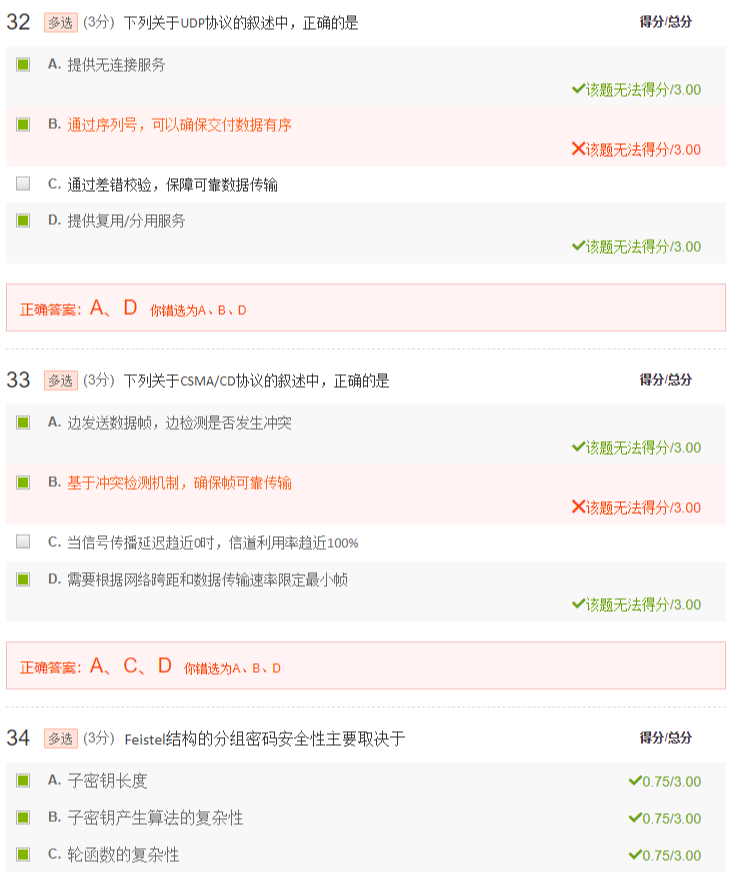 32 多选 (3分) 下列关于UDP协议的叙述中，正确的是 得分/总分
A. 提供无连接服务
该题无法得分/3.00
B. 通过序列号，可以确保交付数据有序
该题无法得分/3.00
C. 通过差错校验，保障可靠数据传输
D. 提供复用/分用服务
该题无法得分/3.00
正确答案：A、D 你错选为A、B、D
33 多选 (3分) 下列关于CSMA/CD协议的叙述中，正确的是 得分/总分
A. 边发送数据帧，边检测是否发生冲突
该题无法得分/3.00
B. 基于冲突检测机制，确保帧可靠传输
该题无法得分/3.00
C. 当信号传播延迟趋近0时，信道利用率趋近100%
D. 需要根据网络跨距和数据传输速率限定最小帧
该题无法得分/3.00
正确答案：A、C、D 你错选为A、B、D
34 多选 (3分) Feistel结构的分组密码安全性主要取决于 得分/总分
A. 子密钥长度 0.75/3.00
B. 子密钥产生算法的复杂性 0.75/3.00
C. 轮函数的复杂性 0.75/3.00